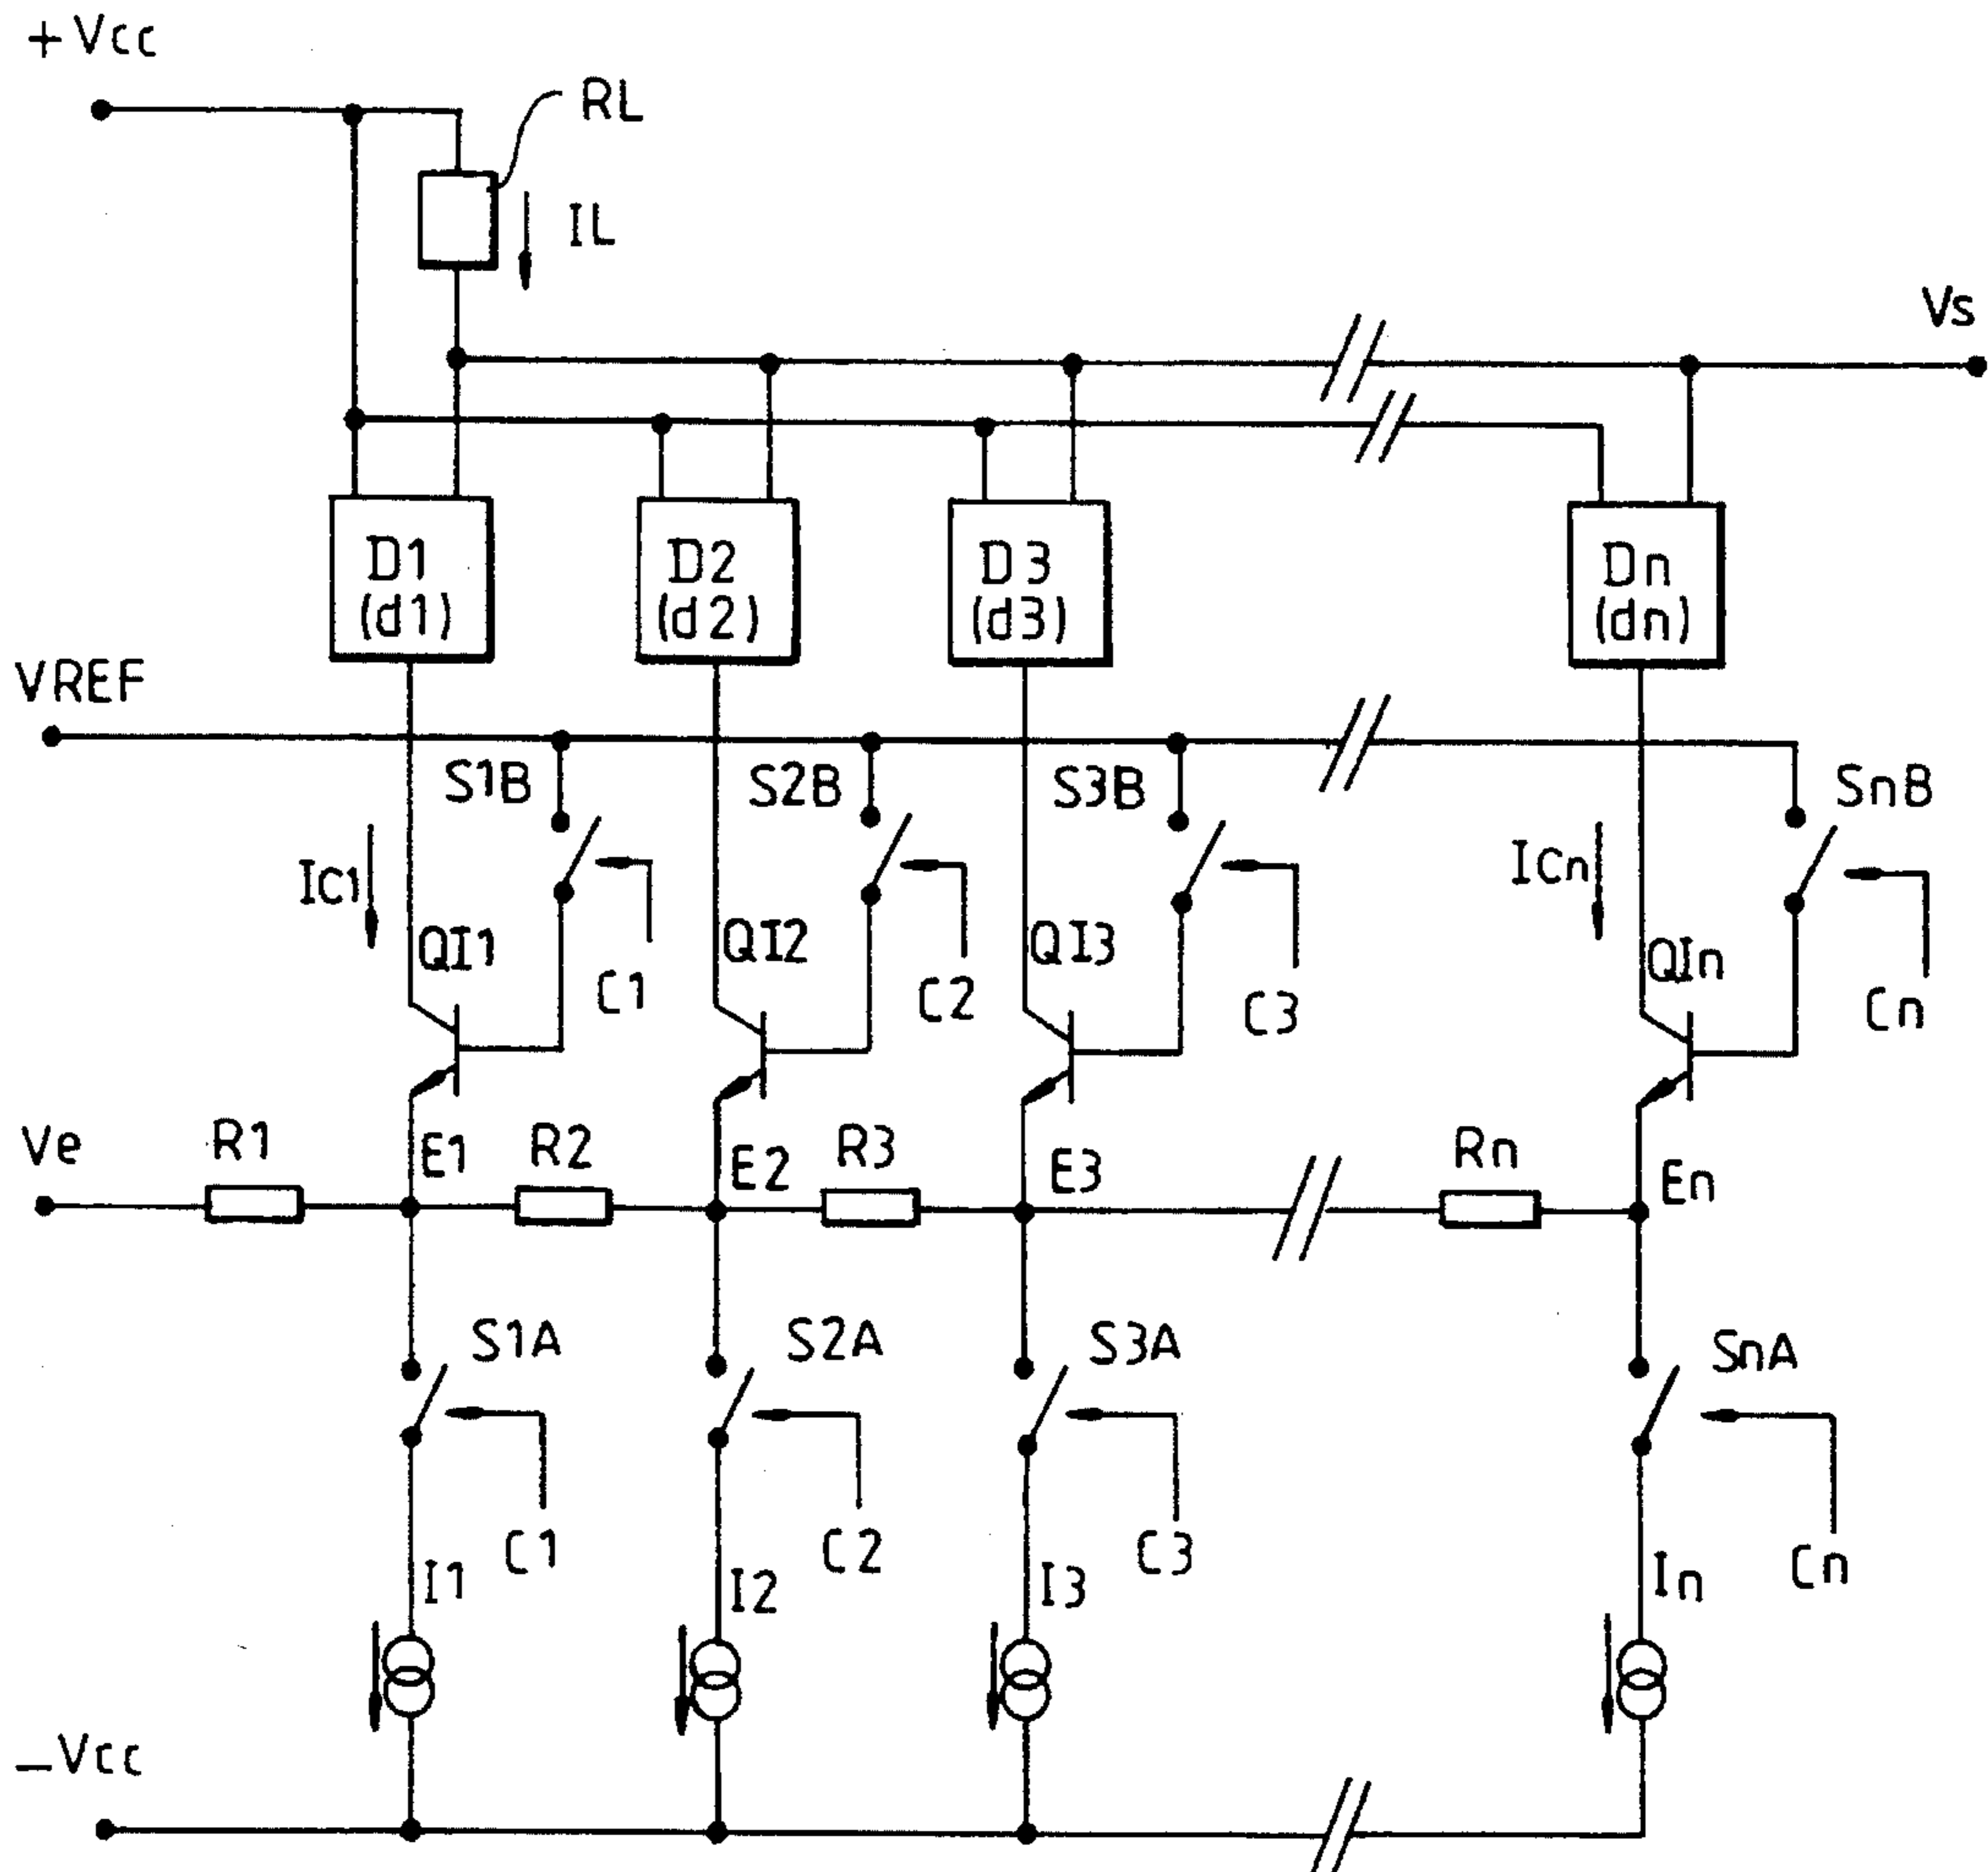 +Vcc
RL
IL
Vs
D1 D2 D3 Dn
(d1) (d2) (d3) (dn)
VREF
S1B S2B S3B SnB
Ic1 ICn
QI1 QI2 QI3 QIn
C1 C2 C3 Cn
Ve R1 E1 R2 E2 R3 E3 Rn En
S1A S2A S3A SnA
C1 C2 C3 Cn
I1 I2 I3 In
–Vcc